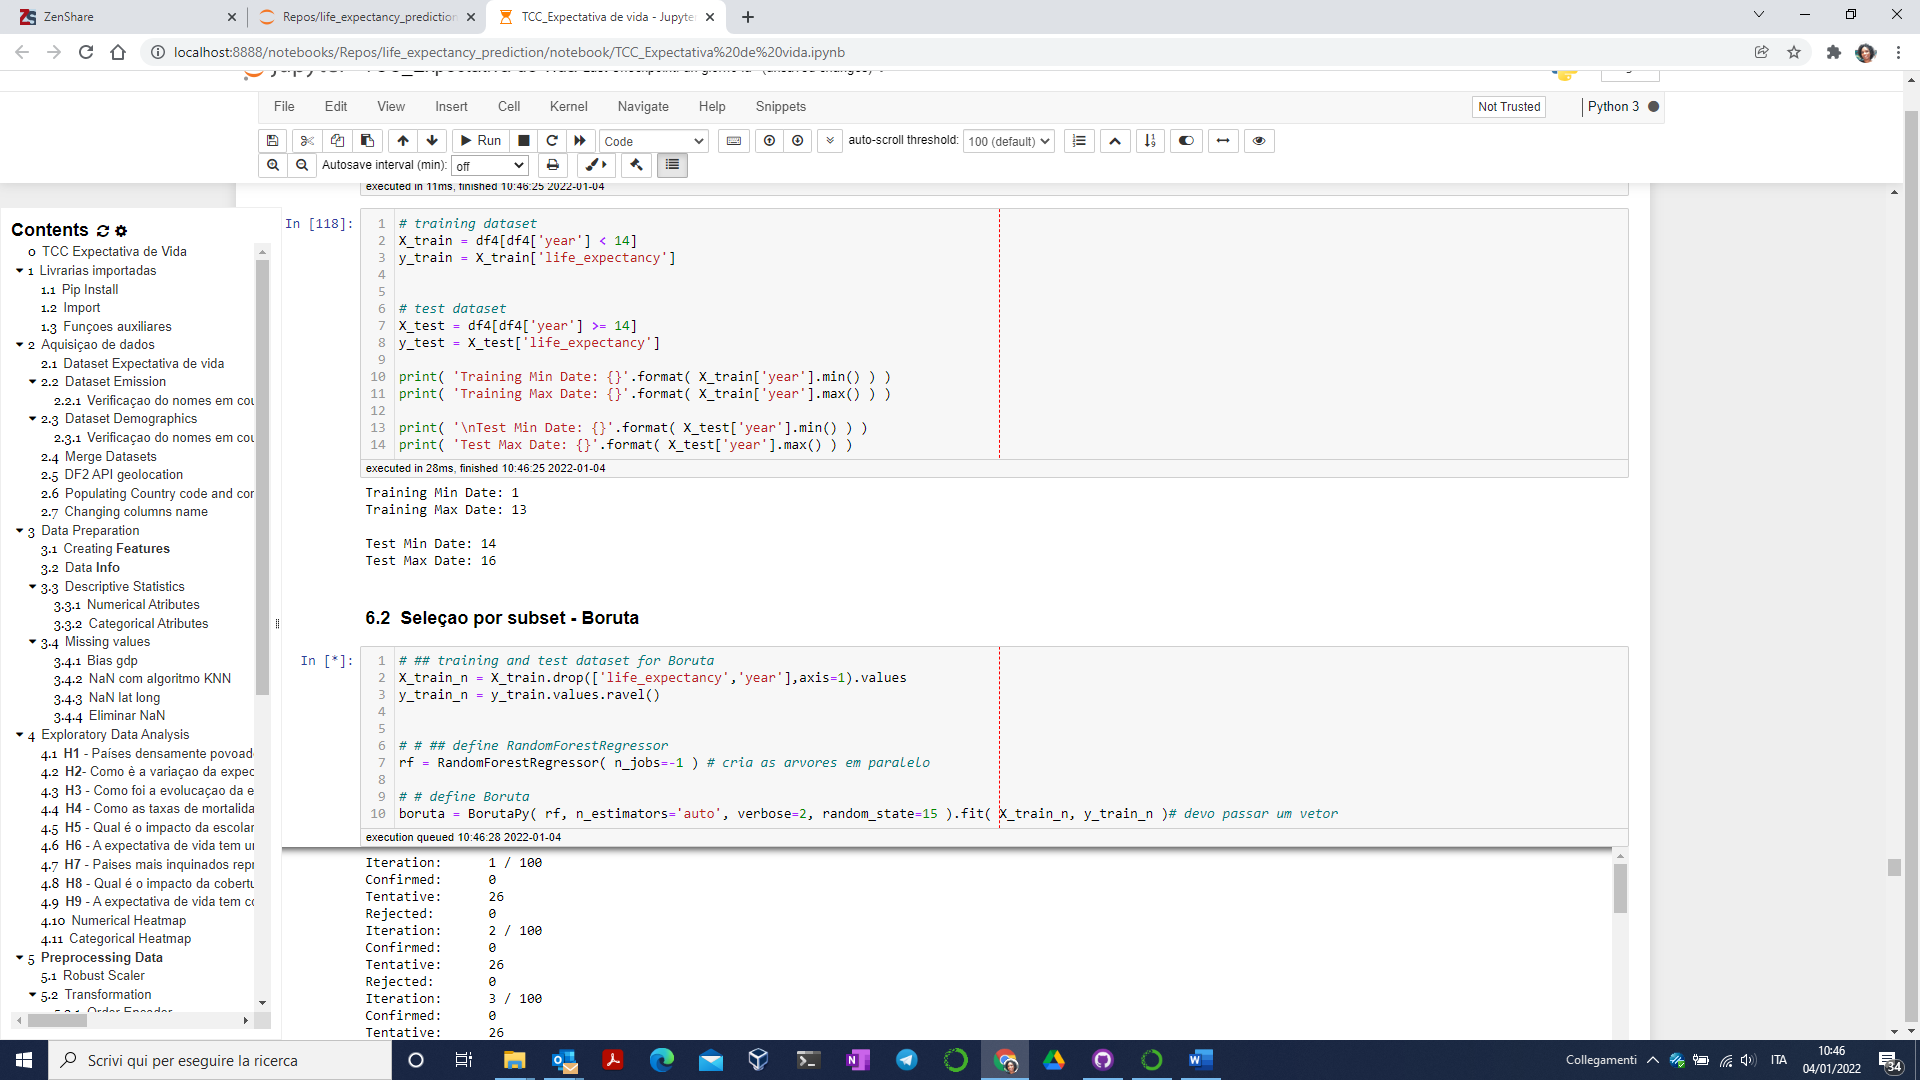 ZenShare
Repos/life_expectancy_prediction
TCC_Expectativa de vida - Jupyte
localhost:8888/notebooks/Repos/life_expectancy_prediction/notebook/TCC_Expectativa%20de%20vida.ipynb
File Edit View Insert Cell Kernel Navigate Help Snippets
Not Trusted
Python 3
Run
Code
auto-scroll threshold: 100 (default)
Autosave interval (min): off
executed in 11ms, finished 10:46:25 2022-01-04
Contents
0 TCC Expectativa de Vida
1 Livrarias importadas
1.1 Pip Install
1.2 Import
1.3 Funçoes auxiliares
2 Aquisiçao de dados
2.1 Dataset Expectativa de vida
2.2 Dataset Emission
2.2.1 Verificaçao do nomes em cou
2.3 Dataset Demographics
2.3.1 Verificaçao do nomes em cou
2.4 Merge Datasets
2.5 DF2 API geolocation
2.6 Populating Country code and cor
2.7 Changing columns name
3 Data Preparation
3.1 Creating Features
3.2 Data Info
3.3 Descriptive Statistics
3.3.1 Numerical Atributes
3.3.2 Categorical Atributes
3.4 Missing values
3.4.1 Bias gdp
3.4.2 NaN com algoritmo KNN
3.4.3 NaN lat long
3.4.4 Eliminar NaN
4 Exploratory Data Analysis
4.1 H1 - Países densamente povoad
4.2 H2- Como è a variaçao da expec
4.3 H3 - Como foi a evolucaçao da e
4.4 H4 - Como as taxas de mortalida
4.5 H5 - Qual é o impacto da escolar
4.6 H6 - A expectativa de vida tem u
4.7 H7 - Paises mais inquinados repr
4.8 H8 - Qual é o impacto da cobertu
4.9 H9 - A expectativa de vida tem co
4.10 Numerical Heatmap
4.11 Categorical Heatmap
5 Preprocessing Data
5.1 Robust Scaler
5.2 Transformation
In [118]:
1 # training dataset
2 X_train = df4[df4['year'] < 14]
3 y_train = X_train['life_expectancy']
4
5
6 # test dataset
7 X_test = df4[df4['year'] >= 14]
8 y_test = X_test['life_expectancy']
9
10 print( 'Training Min Date: {}'.format( X_train['year'].min() ) )
11 print( 'Training Max Date: {}'.format( X_train['year'].max() ) )
12
13 print( '\nTest Min Date: {}'.format( X_test['year'].min() ) )
14 print( 'Test Max Date: {}'.format( X_test['year'].max() ) )
executed in 28ms, finished 10:46:25 2022-01-04
Training Min Date: 1
Training Max Date: 13
Test Min Date: 14
Test Max Date: 16
6.2 Seleçao por subset - Boruta
In [*]:
1 # ## training and test dataset for Boruta
2 X_train_n = X_train.drop(['life_expectancy','year'],axis=1).values
3 y_train_n = y_train.values.ravel()
4
5
6 # # ## define RandomForestRegressor
7 rf = RandomForestRegressor( n_jobs=-1 ) # cria as arvores em paralelo
8
9 # # define Boruta
10 boruta = BorutaPy( rf, n_estimators='auto', verbose=2, random_state=15 ).fit( X_train_n, y_train_n )# devo passar um vetor
execution queued 10:46:28 2022-01-04
Iteration: 1 / 100
Confirmed: 0
Tentative: 26
Rejected: 0
Iteration: 2 / 100
Confirmed: 0
Tentative: 26
Rejected: 0
Iteration: 3 / 100
Confirmed: 0
Tentative: 26
Scrivi qui per eseguire la ricerca
Collegamenti
ITA
10:46
04/01/2022
34